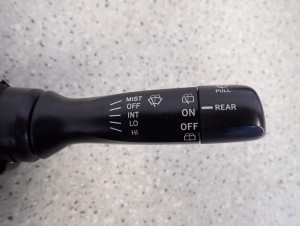 PULL
MIST
OFF
INT
LO
HI
REAR
ON
OFF